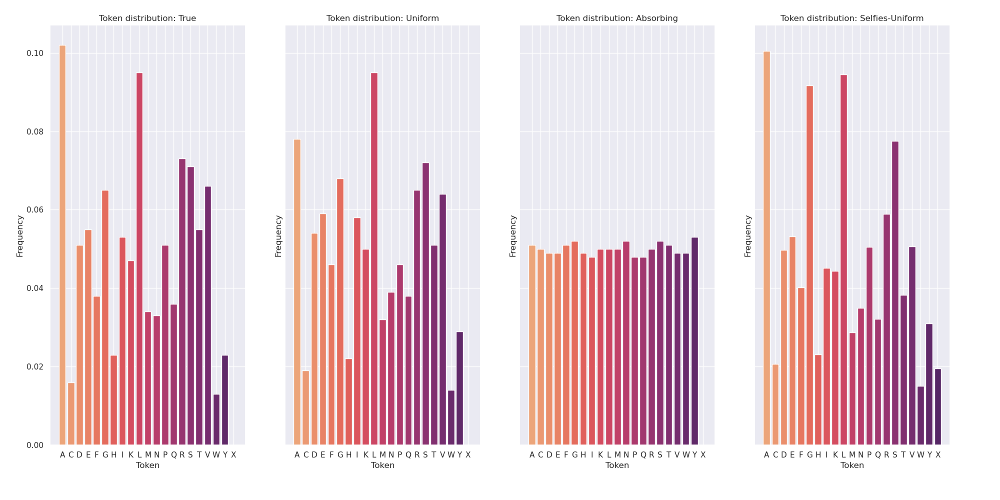 Token distribution: True
Token distribution: Uniform
Token distribution: Absorbing
Token distribution: Selfies-Uniform
0.10
0.08
0.06
0.04
0.02
0.00
Frequency
Frequency
Frequency
Frequency
A C D E F G H I K L M N P Q R S T V W Y X
A C D E F G H I K L M N P Q R S T V W Y X
A C D E F G H I K L M N P Q R S T V W Y X
A C D E F G H I K L M N P Q R S T V W Y X
Token
Token
Token
Token